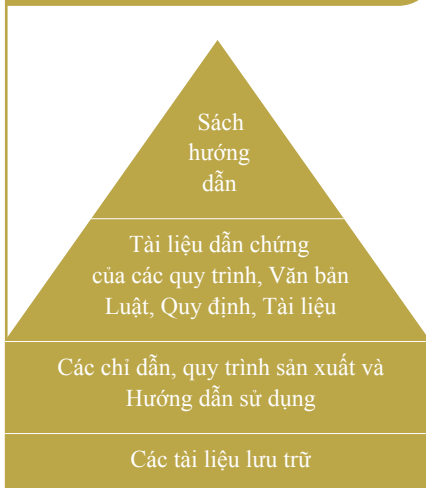 Sách
hướng
dẫn
Tài liệu dẫn chứng
của các quy trình, Văn bản
Luật, Quy định, Tài liệu
Các chỉ dẫn, quy trình sản xuất và
Hướng dẫn sử dụng
Các tài liệu lưu trữ